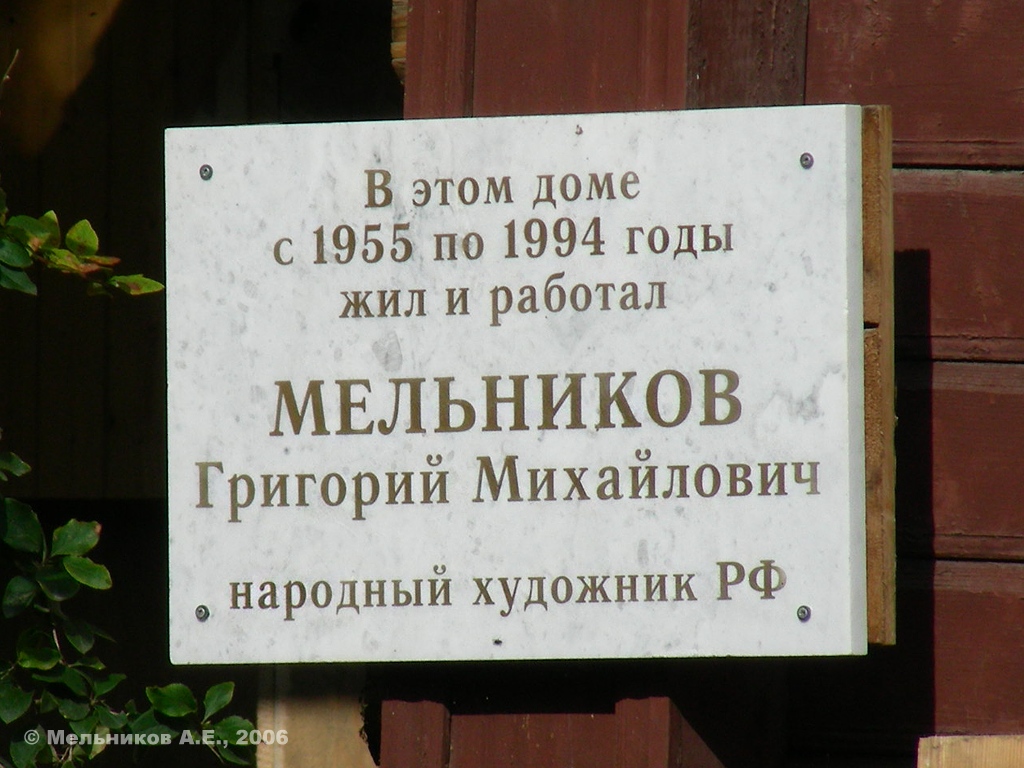 В этом доме
с 1955 по 1994 годы
жил и работал
МЕЛЬНИКОВ
Григорий Михайлович
народный художник РФ
© Мельников А.Е., 2006